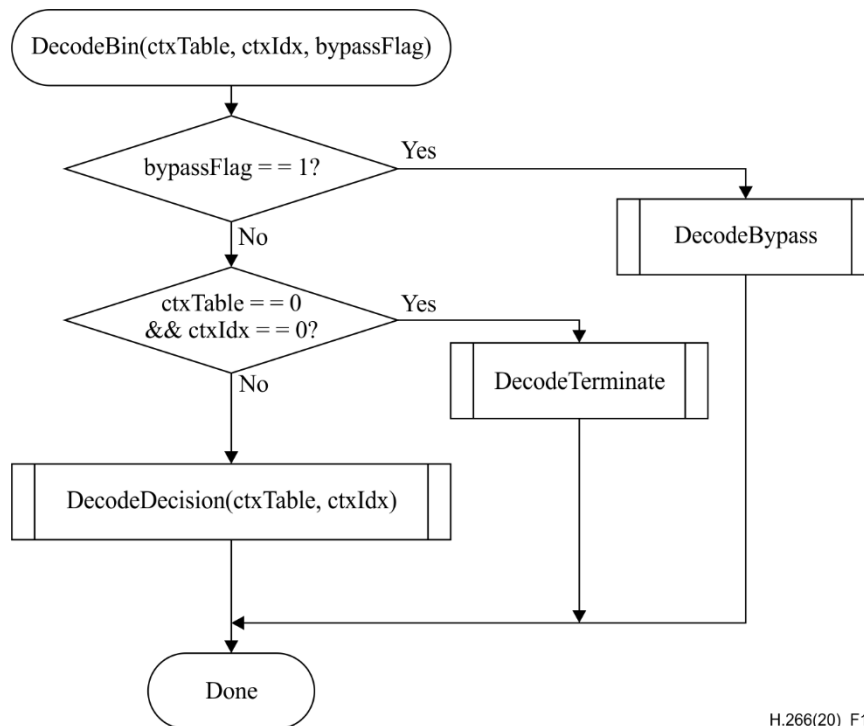 DecodeBin(ctxTable, ctxIdx, bypassFlag)
bypassFlag = = 1?
Yes
DecodeBypass
No
ctxTable = = 0
&& ctxIdx = = 0?
Yes
DecodeTerminate
No
DecodeDecision(ctxTable, ctxIdx)
Done